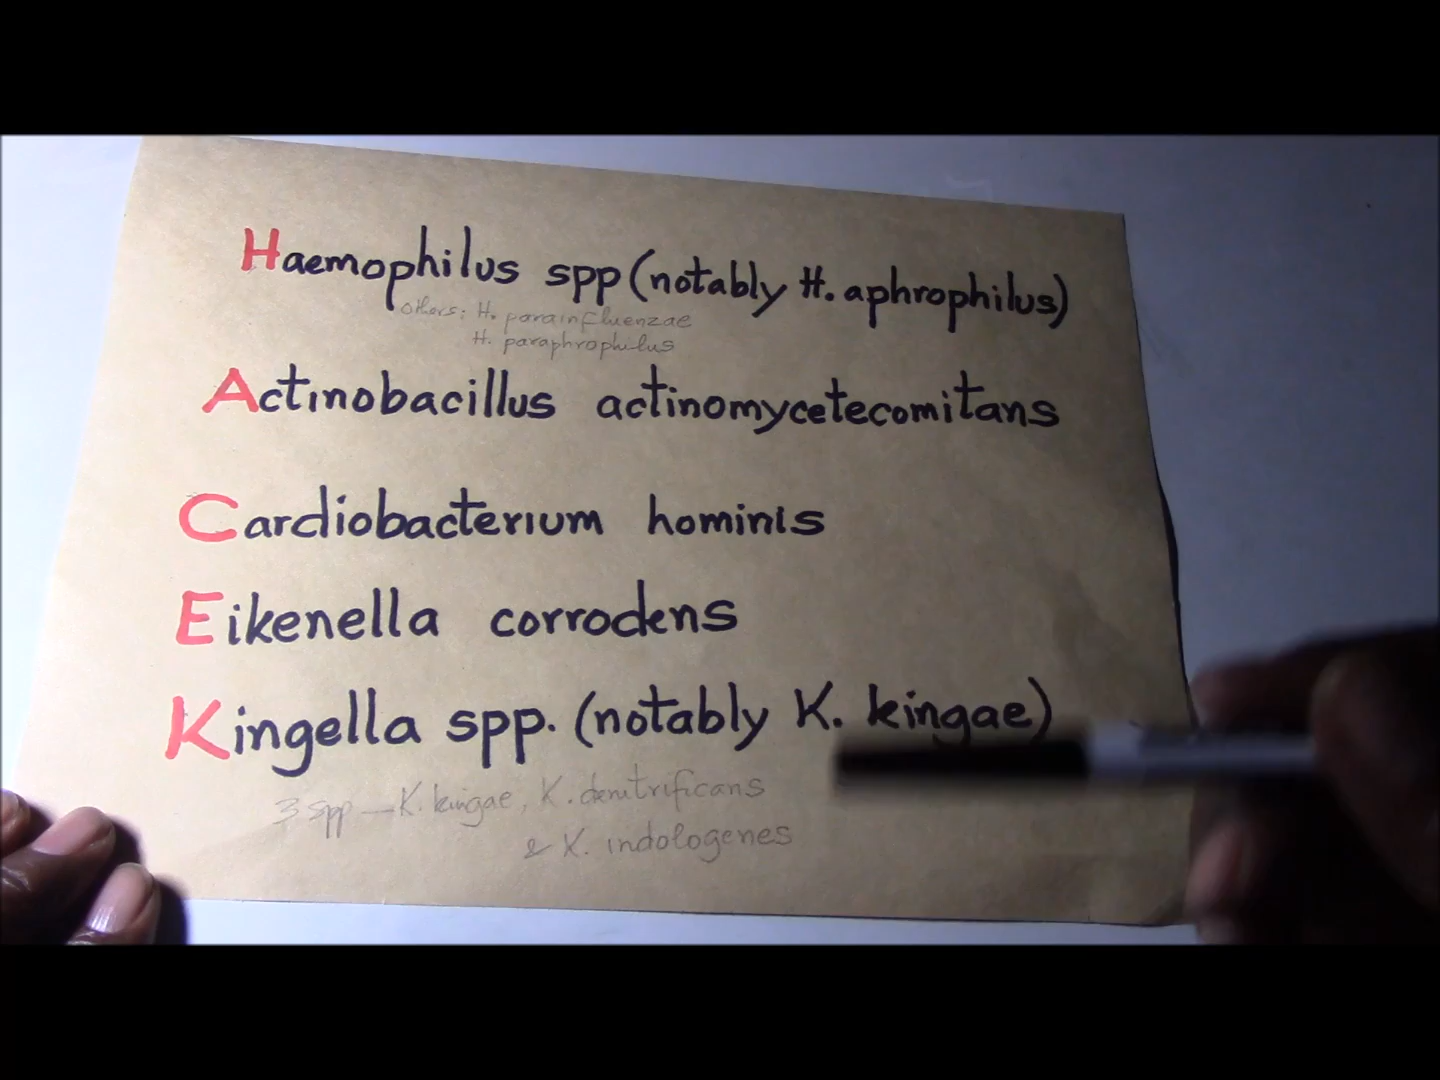 Haemophilus spp (notably H. aphrophilus)
others: H. parainfluenzae
H. paraphrophilus
Actinobacillus actinomycetecomitans
Cardiobacterium hominis
Eikenella corrodens
Kingella spp. (notably K. kingae)
3 spp — K. kingae, K. denitrificans
& K. indologenes